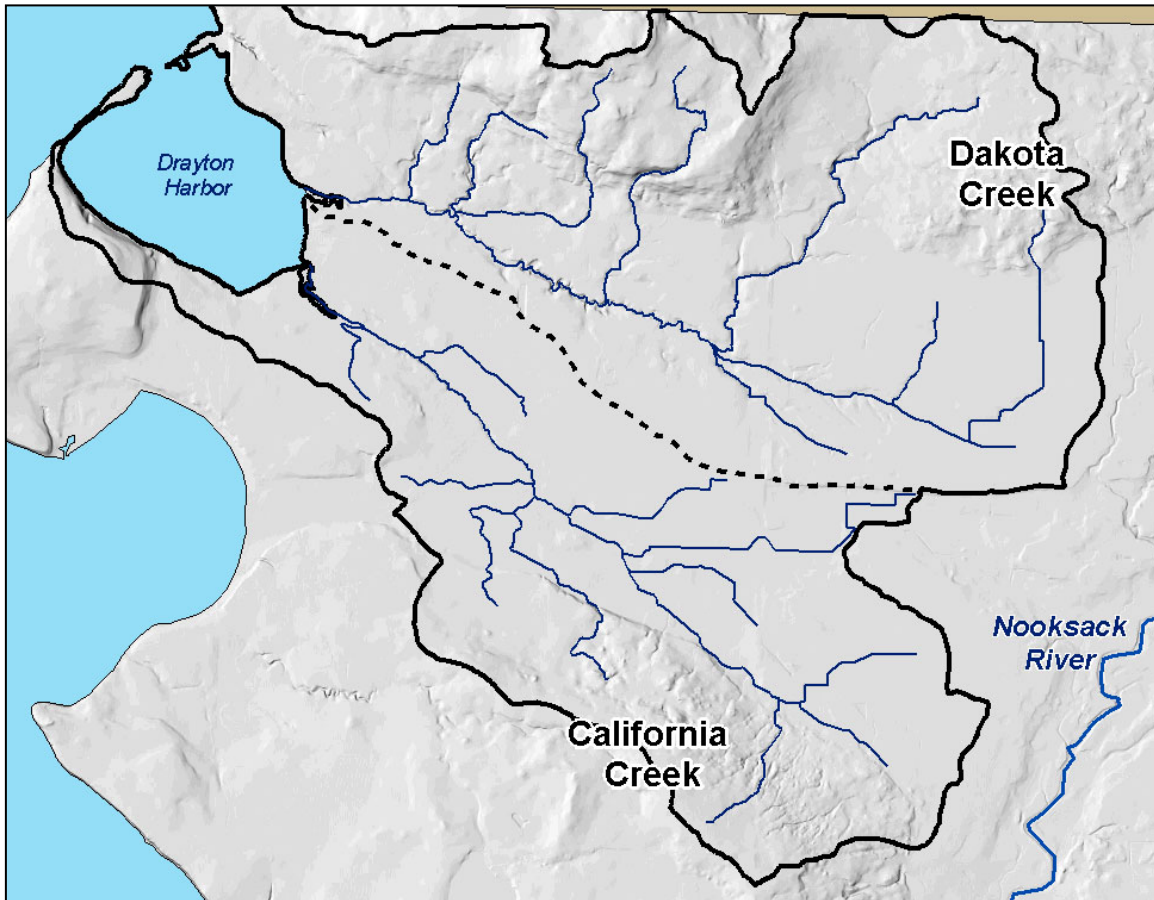 Drayton
Harbor
Dakota
Creek
Nooksack
River
California
Creek